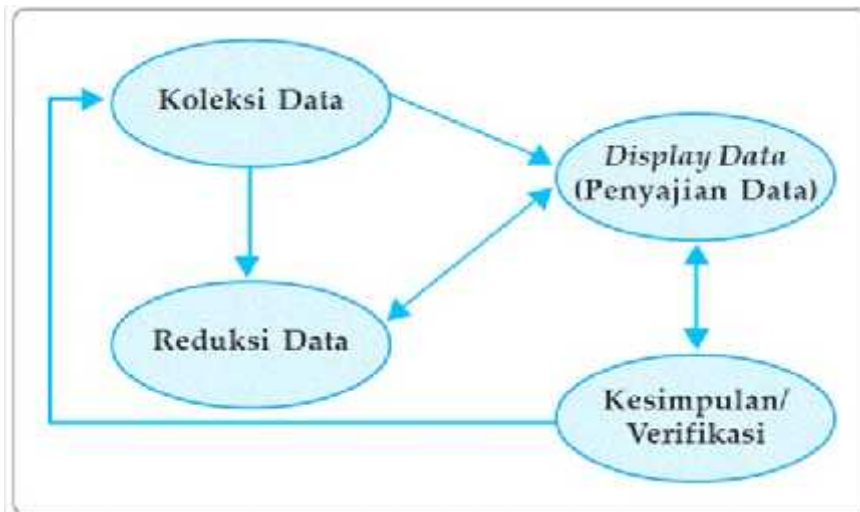 Koleksi Data
Display Data
(Penyajian Data)
Reduksi Data
Kesimpulan/
Verifikasi